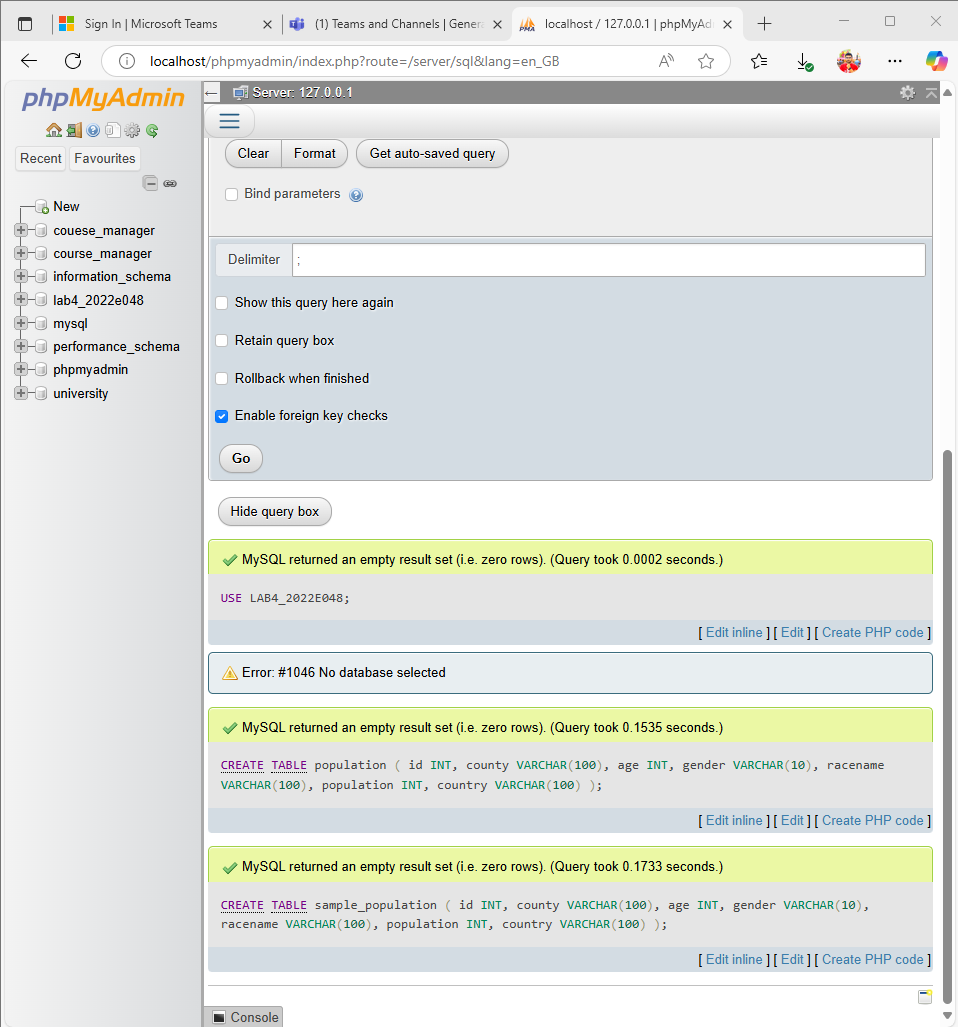 Sign In | Microsoft Teams
(1) Teams and Channels | Gener
localhost / 127.0.0.1 | phpMyAd
localhost/phpmyadmin/index.php?route=/server/sql&lang=en_GB
phpMyAdmin
Recent
Favourites
New
couese_manager
course_manager
information_schema
lab4_2022e048
mysql
performance_schema
phpmyadmin
university
Server: 127.0.0.1
Clear
Format
Get auto-saved query
Bind parameters
Delimiter
;
Show this query here again
Retain query box
Rollback when finished
Enable foreign key checks
Go
Hide query box
MySQL returned an empty result set (i.e. zero rows). (Query took 0.0002 seconds.)
USE LAB4_2022E048;
[ Edit inline ] [ Edit ] [ Create PHP code ]
Error: #1046 No database selected
MySQL returned an empty result set (i.e. zero rows). (Query took 0.1535 seconds.)
CREATE TABLE population ( id INT, county VARCHAR(100), age INT, gender VARCHAR(10), racename
VARCHAR(100), population INT, country VARCHAR(100) );
[ Edit inline ] [ Edit ] [ Create PHP code ]
MySQL returned an empty result set (i.e. zero rows). (Query took 0.1733 seconds.)
CREATE TABLE sample_population ( id INT, county VARCHAR(100), age INT, gender VARCHAR(10),
racename VARCHAR(100), population INT, country VARCHAR(100) );
[ Edit inline ] [ Edit ] [ Create PHP code ]
Console